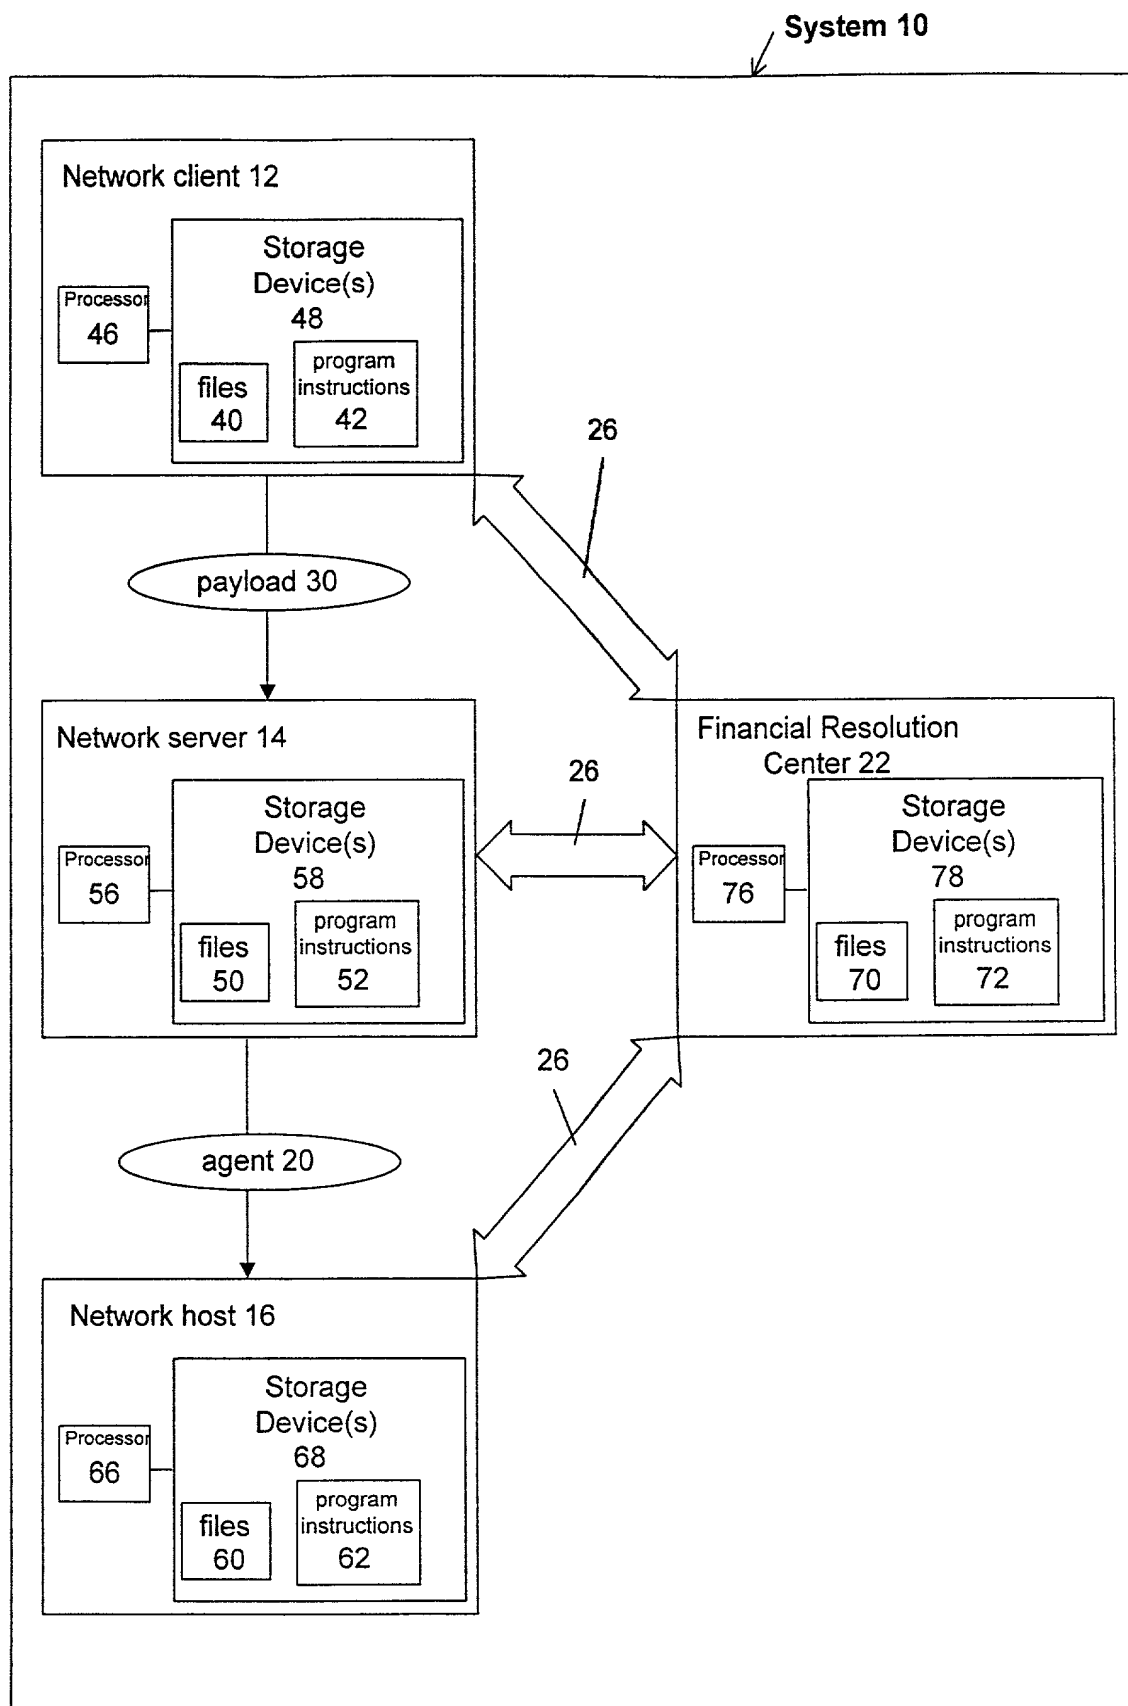 System 10
Network client 12
Storage
Device(s)
48
Processor
46
files
40
program
instructions
42
26
payload 30
Network server 14
Storage
Device(s)
58
Processor
56
files
50
program
instructions
52
26
Financial Resolution
Center 22
Storage
Device(s)
78
Processor
76
files
70
program
instructions
72
26
agent 20
Network host 16
Storage
Device(s)
68
Processor
66
files
60
program
instructions
62